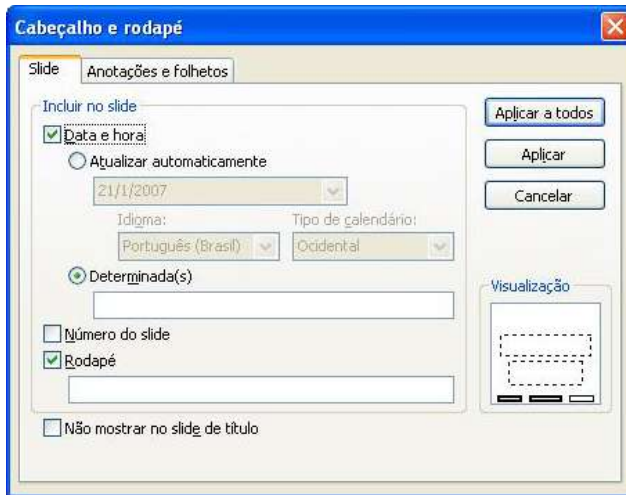 Cabeçalho e rodapé
Slide
Anotações e folhetos
Incluir no slide
Data e hora
Atualizar automaticamente
21/1/2007
Idioma:
Tipo de calendário:
Português (Brasil)
Ocidental
Determinada(s)
Número do slide
Rodapé
Não mostrar no slide de título
Aplicar a todos
Aplicar
Cancelar
Visualização